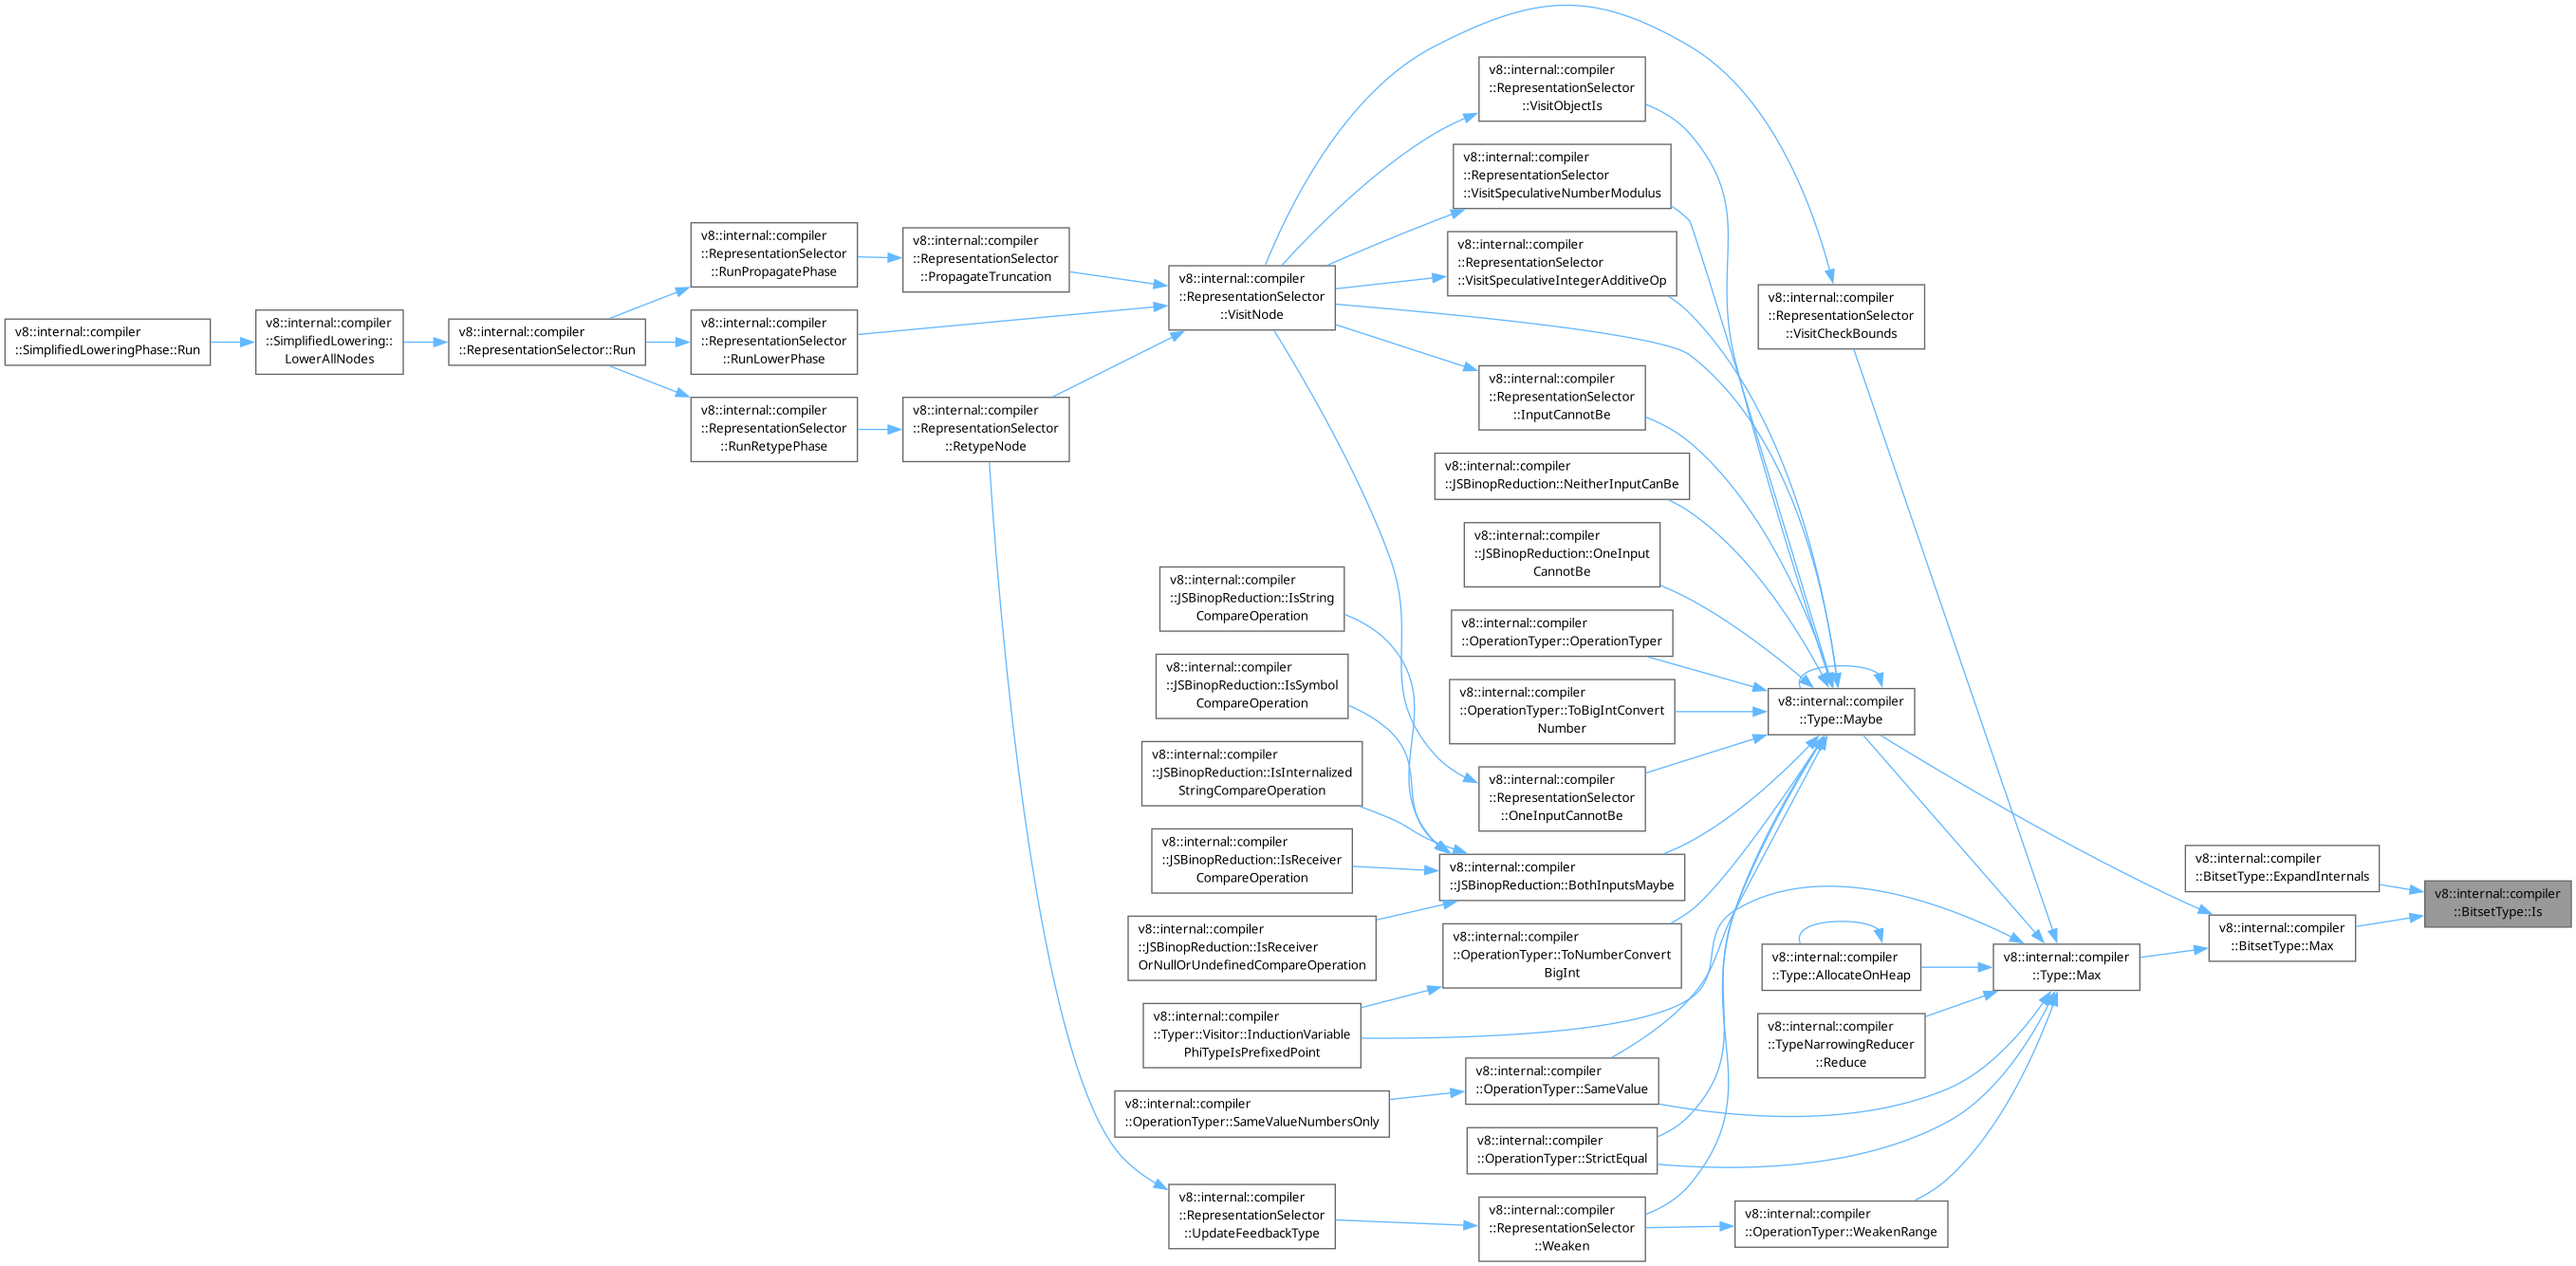 v8::internal::compiler
::SimplifiedLoweringPhase::Run
v8::internal::compiler
::SimplifiedLowering::
LowerAllNodes
v8::internal::compiler
::RepresentationSelector::Run
v8::internal::compiler
::RepresentationSelector
::RunPropagatePhase
v8::internal::compiler
::RepresentationSelector
::RunLowerPhase
v8::internal::compiler
::RepresentationSelector
::RunRetypePhase
v8::internal::compiler
::RepresentationSelector
::PropagateTruncation
v8::internal::compiler
::RepresentationSelector
::RetypeNode
v8::internal::compiler
::RepresentationSelector
::VisitNode
v8::internal::compiler
::JSBinopReduction::IsString
CompareOperation
v8::internal::compiler
::JSBinopReduction::IsSymbol
CompareOperation
v8::internal::compiler
::JSBinopReduction::IsInternalized
StringCompareOperation
v8::internal::compiler
::JSBinopReduction::IsReceiver
CompareOperation
v8::internal::compiler
::JSBinopReduction::IsReceiver
OrNullOrUndefinedCompareOperation
v8::internal::compiler
::Typer::Visitor::InductionVariable
PhiTypeIsPrefixedPoint
v8::internal::compiler
::OperationTyper::SameValueNumbersOnly
v8::internal::compiler
::RepresentationSelector
::UpdateFeedbackType
v8::internal::compiler
::RepresentationSelector
::VisitObjectIs
v8::internal::compiler
::RepresentationSelector
::VisitSpeculativeNumberModulus
v8::internal::compiler
::RepresentationSelector
::VisitSpeculativeIntegerAdditiveOp
v8::internal::compiler
::RepresentationSelector
::InputCannotBe
v8::internal::compiler
::JSBinopReduction::NeitherInputCanBe
v8::internal::compiler
::JSBinopReduction::OneInput
CannotBe
v8::internal::compiler
::OperationTyper::OperationTyper
v8::internal::compiler
::OperationTyper::ToBigIntConvert
Number
v8::internal::compiler
::RepresentationSelector
::OneInputCannotBe
v8::internal::compiler
::JSBinopReduction::BothInputsMaybe
v8::internal::compiler
::OperationTyper::ToNumberConvert
BigInt
v8::internal::compiler
::OperationTyper::SameValue
v8::internal::compiler
::OperationTyper::StrictEqual
v8::internal::compiler
::RepresentationSelector
::Weaken
v8::internal::compiler
::RepresentationSelector
::VisitCheckBounds
v8::internal::compiler
::Type::Maybe
v8::internal::compiler
::Type::AllocateOnHeap
v8::internal::compiler
::TypeNarrowingReducer
::Reduce
v8::internal::compiler
::OperationTyper::WeakenRange
v8::internal::compiler
::Type::Max
v8::internal::compiler
::BitsetType::ExpandInternals
v8::internal::compiler
::BitsetType::Max
v8::internal::compiler
::BitsetType::Is